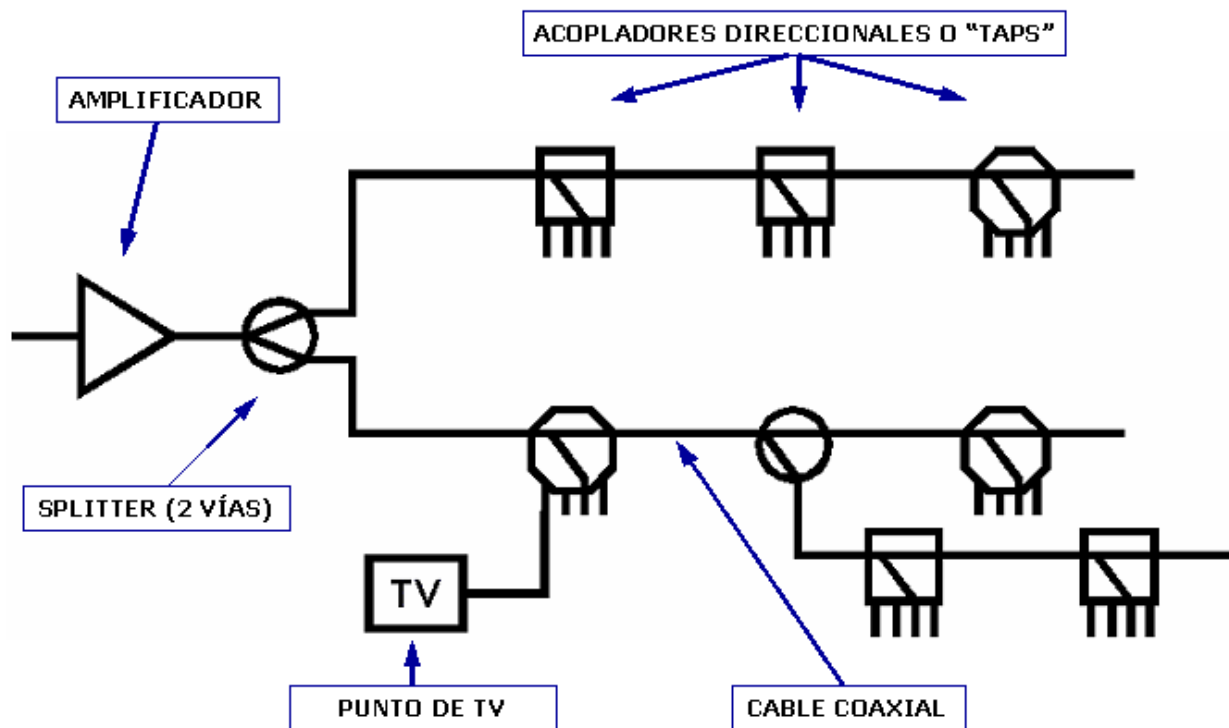 ACOPLADORES DIRECCIONALES O "TAPS"
AMPLIFICADOR
SPLITTER (2 VÍAS)
TV
PUNTO DE TV
CABLE COAXIAL